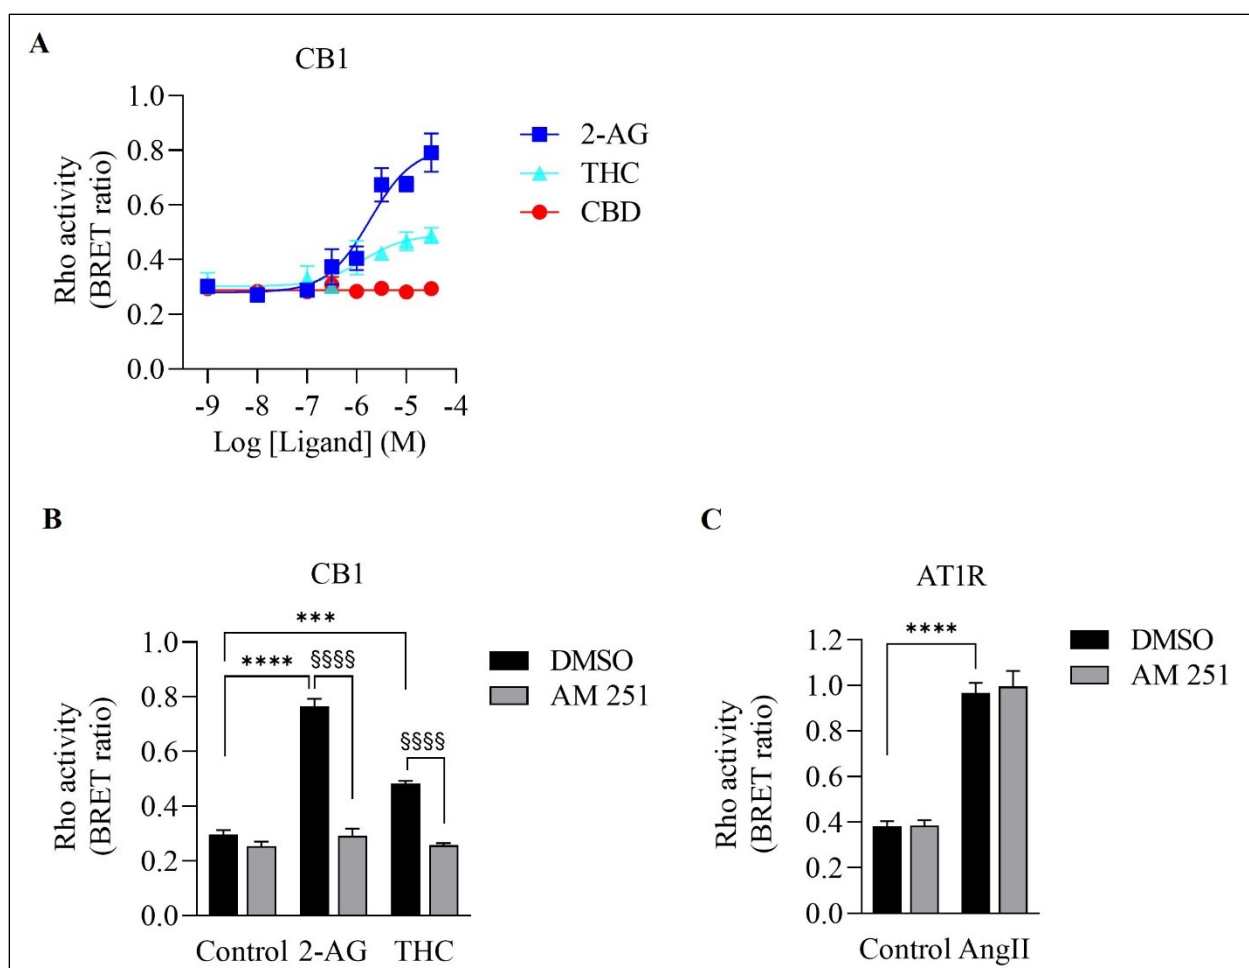 A
CB1
Rho activity
(BRET ratio)
1.0
0.8
0.6
0.4
0.2
0.0
-9 -8 -7 -6 -5 -4
Log [Ligand] (M)
2-AG
THC
CBD
B
CB1
Rho activity
(BRET ratio)
1.0
0.8
0.6
0.4
0.2
0.0
***
**** §§§§
§§§§
Control 2-AG THC
DMSO
AM 251
C
AT1R
Rho activity
(BRET ratio)
1.2
1.0
0.8
0.6
0.4
0.2
0.0
****
Control AngII
DMSO
AM 251